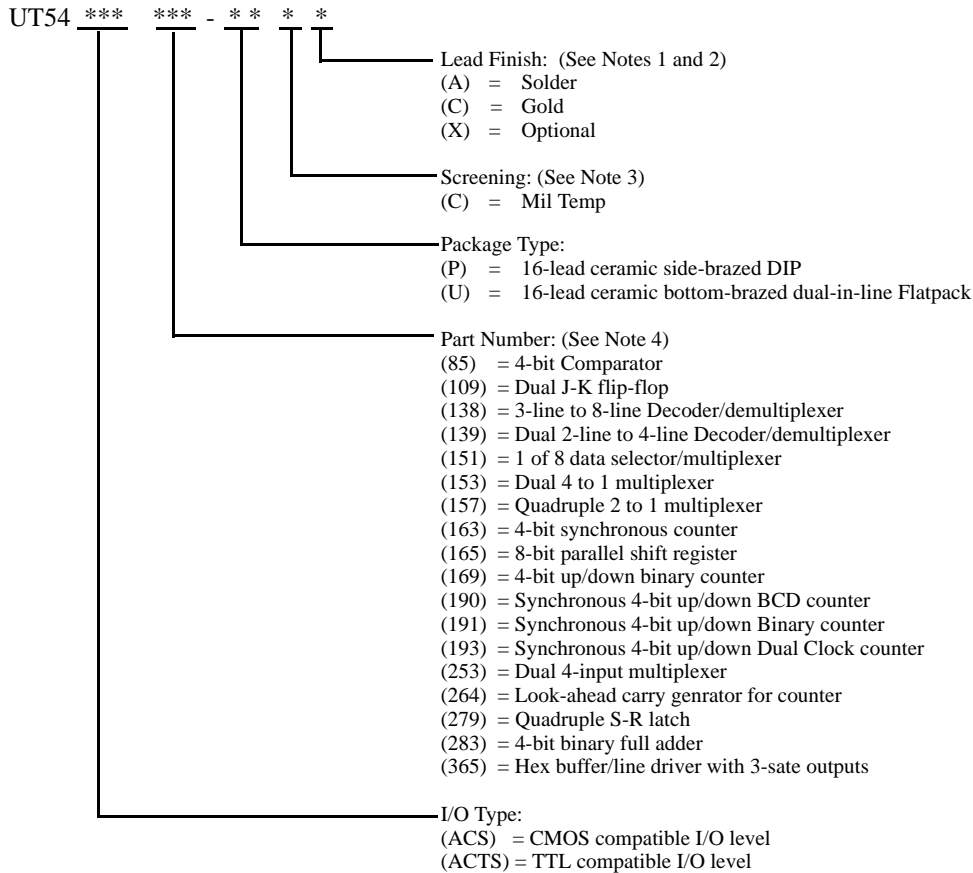 UT54 *** *** - * * * *
Lead Finish: (See Notes 1 and 2)
(A) = Solder
(C) = Gold
(X) = Optional
Screening: (See Note 3)
(C) = Mil Temp
Package Type:
(P) = 16-lead ceramic side-brazed DIP
(U) = 16-lead ceramic bottom-brazed dual-in-line Flatpack
Part Number: (See Note 4)
(85) = 4-bit Comparator
(109) = Dual J-K flip-flop
(138) = 3-line to 8-line Decoder/demultiplexer
(139) = Dual 2-line to 4-line Decoder/demultiplexer
(151) = 1 of 8 data selector/multiplexer
(153) = Dual 4 to 1 multiplexer
(157) = Quadruple 2 to 1 multiplexer
(163) = 4-bit synchronous counter
(165) = 8-bit parallel shift register
(169) = 4-bit up/down binary counter
(190) = Synchronous 4-bit up/down BCD counter
(191) = Synchronous 4-bit up/down Binary counter
(193) = Synchronous 4-bit up/down Dual Clock counter
(253) = Dual 4-input multiplexer
(264) = Look-ahead carry genrator for counter
(279) = Quadruple S-R latch
(283) = 4-bit binary full adder
(365) = Hex buffer/line driver with 3-sate outputs
I/O Type:
(ACS) = CMOS compatible I/O level
(ACTS) = TTL compatible I/O level